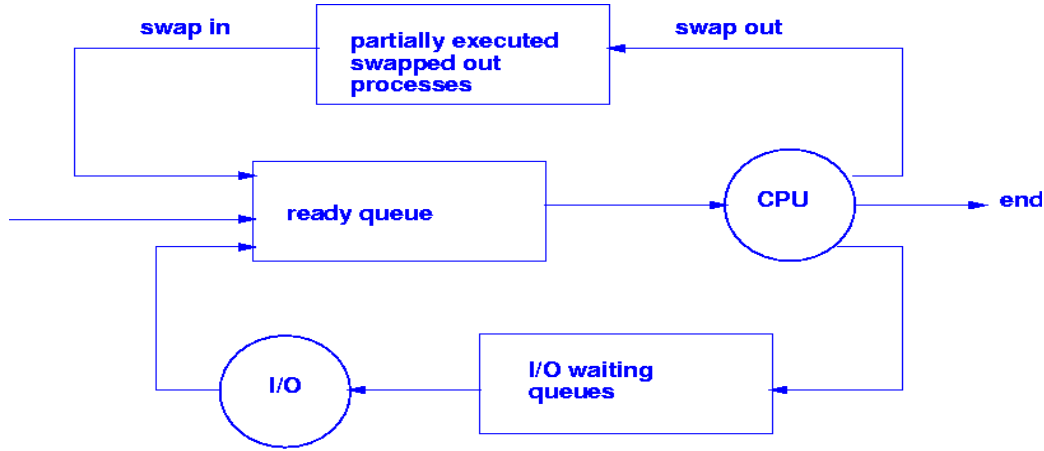 swap in
partially executed
swapped out
processes
swap out
ready queue
CPU
end
I/O
I/O waiting
queues